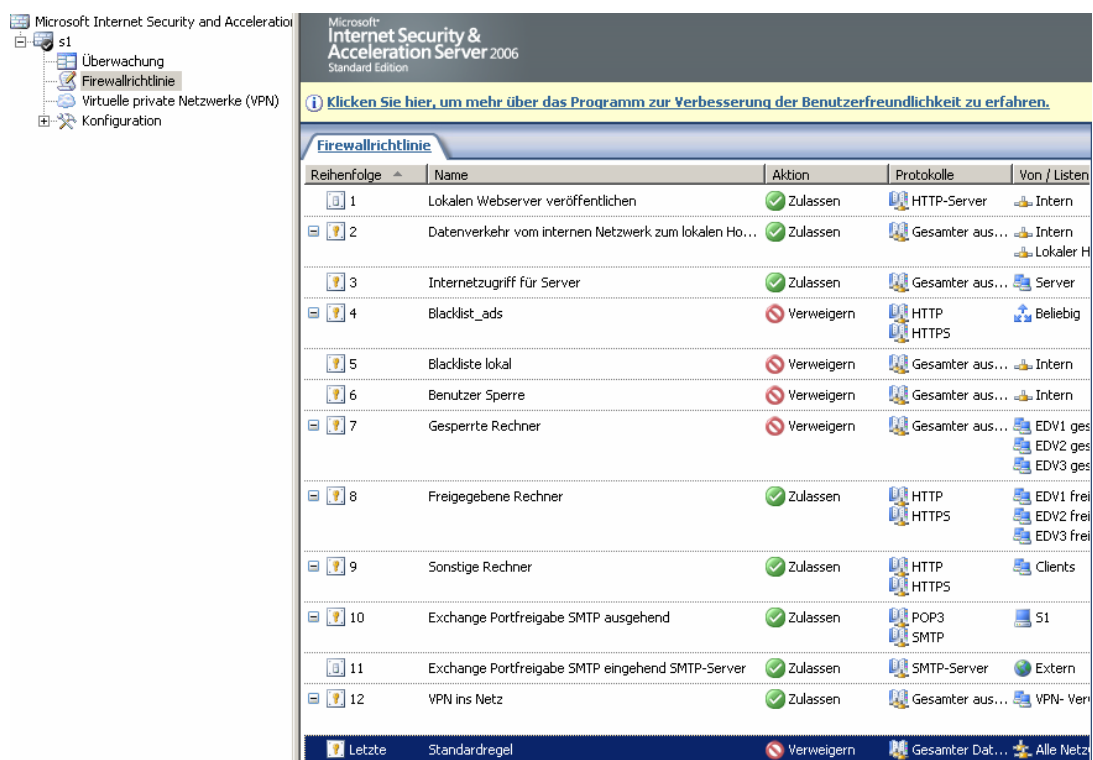 Microsoft Internet Security and Acceleratio
s1
Überwachung
Firewallrichtlinie
Virtuelle private Netzwerke (VPN)
Konfiguration
Microsoft
Internet Security &
Acceleration Server 2006
Standard Edition
Klicken Sie hier, um mehr über das Programm zur Verbesserung der Benutzerfreundlichkeit zu erfahren.
Firewallrichtlinie
Reihenfolge Name Aktion Protokolle Von / Listen
1 Lokalen Webserver veröffentlichen Zulassen HTTP-Server Intern
2 Datenverkehr vom internen Netzwerk zum lokalen Ho... Zulassen Gesamter aus... Intern
Lokaler H
3 Internetzugriff für Server Zulassen Gesamter aus... Server
4 Blacklist_ads Verweigern HTTP Beliebig
HTTPS
5 Blackliste lokal Verweigern Gesamter aus... Intern
6 Benutzer Sperre Verweigern Gesamter aus... Intern
7 Gesperrte Rechner Verweigern Gesamter aus... EDV1 ges
EDV2 ges
EDV3 ges
8 Freigegebene Rechner Zulassen HTTP EDV1 frei
HTTPS EDV2 frei
EDV3 frei
9 Sonstige Rechner Zulassen HTTP Clients
HTTPS
10 Exchange Portfreigabe SMTP ausgehend Zulassen POP3 S1
SMTP
11 Exchange Portfreigabe SMTP eingehend SMTP-Server Zulassen SMTP-Server Extern
12 VPN ins Netz Zulassen Gesamter aus... VPN- Ver
Letzte Standardregel Verweigern Gesamter Dat... Alle Netz